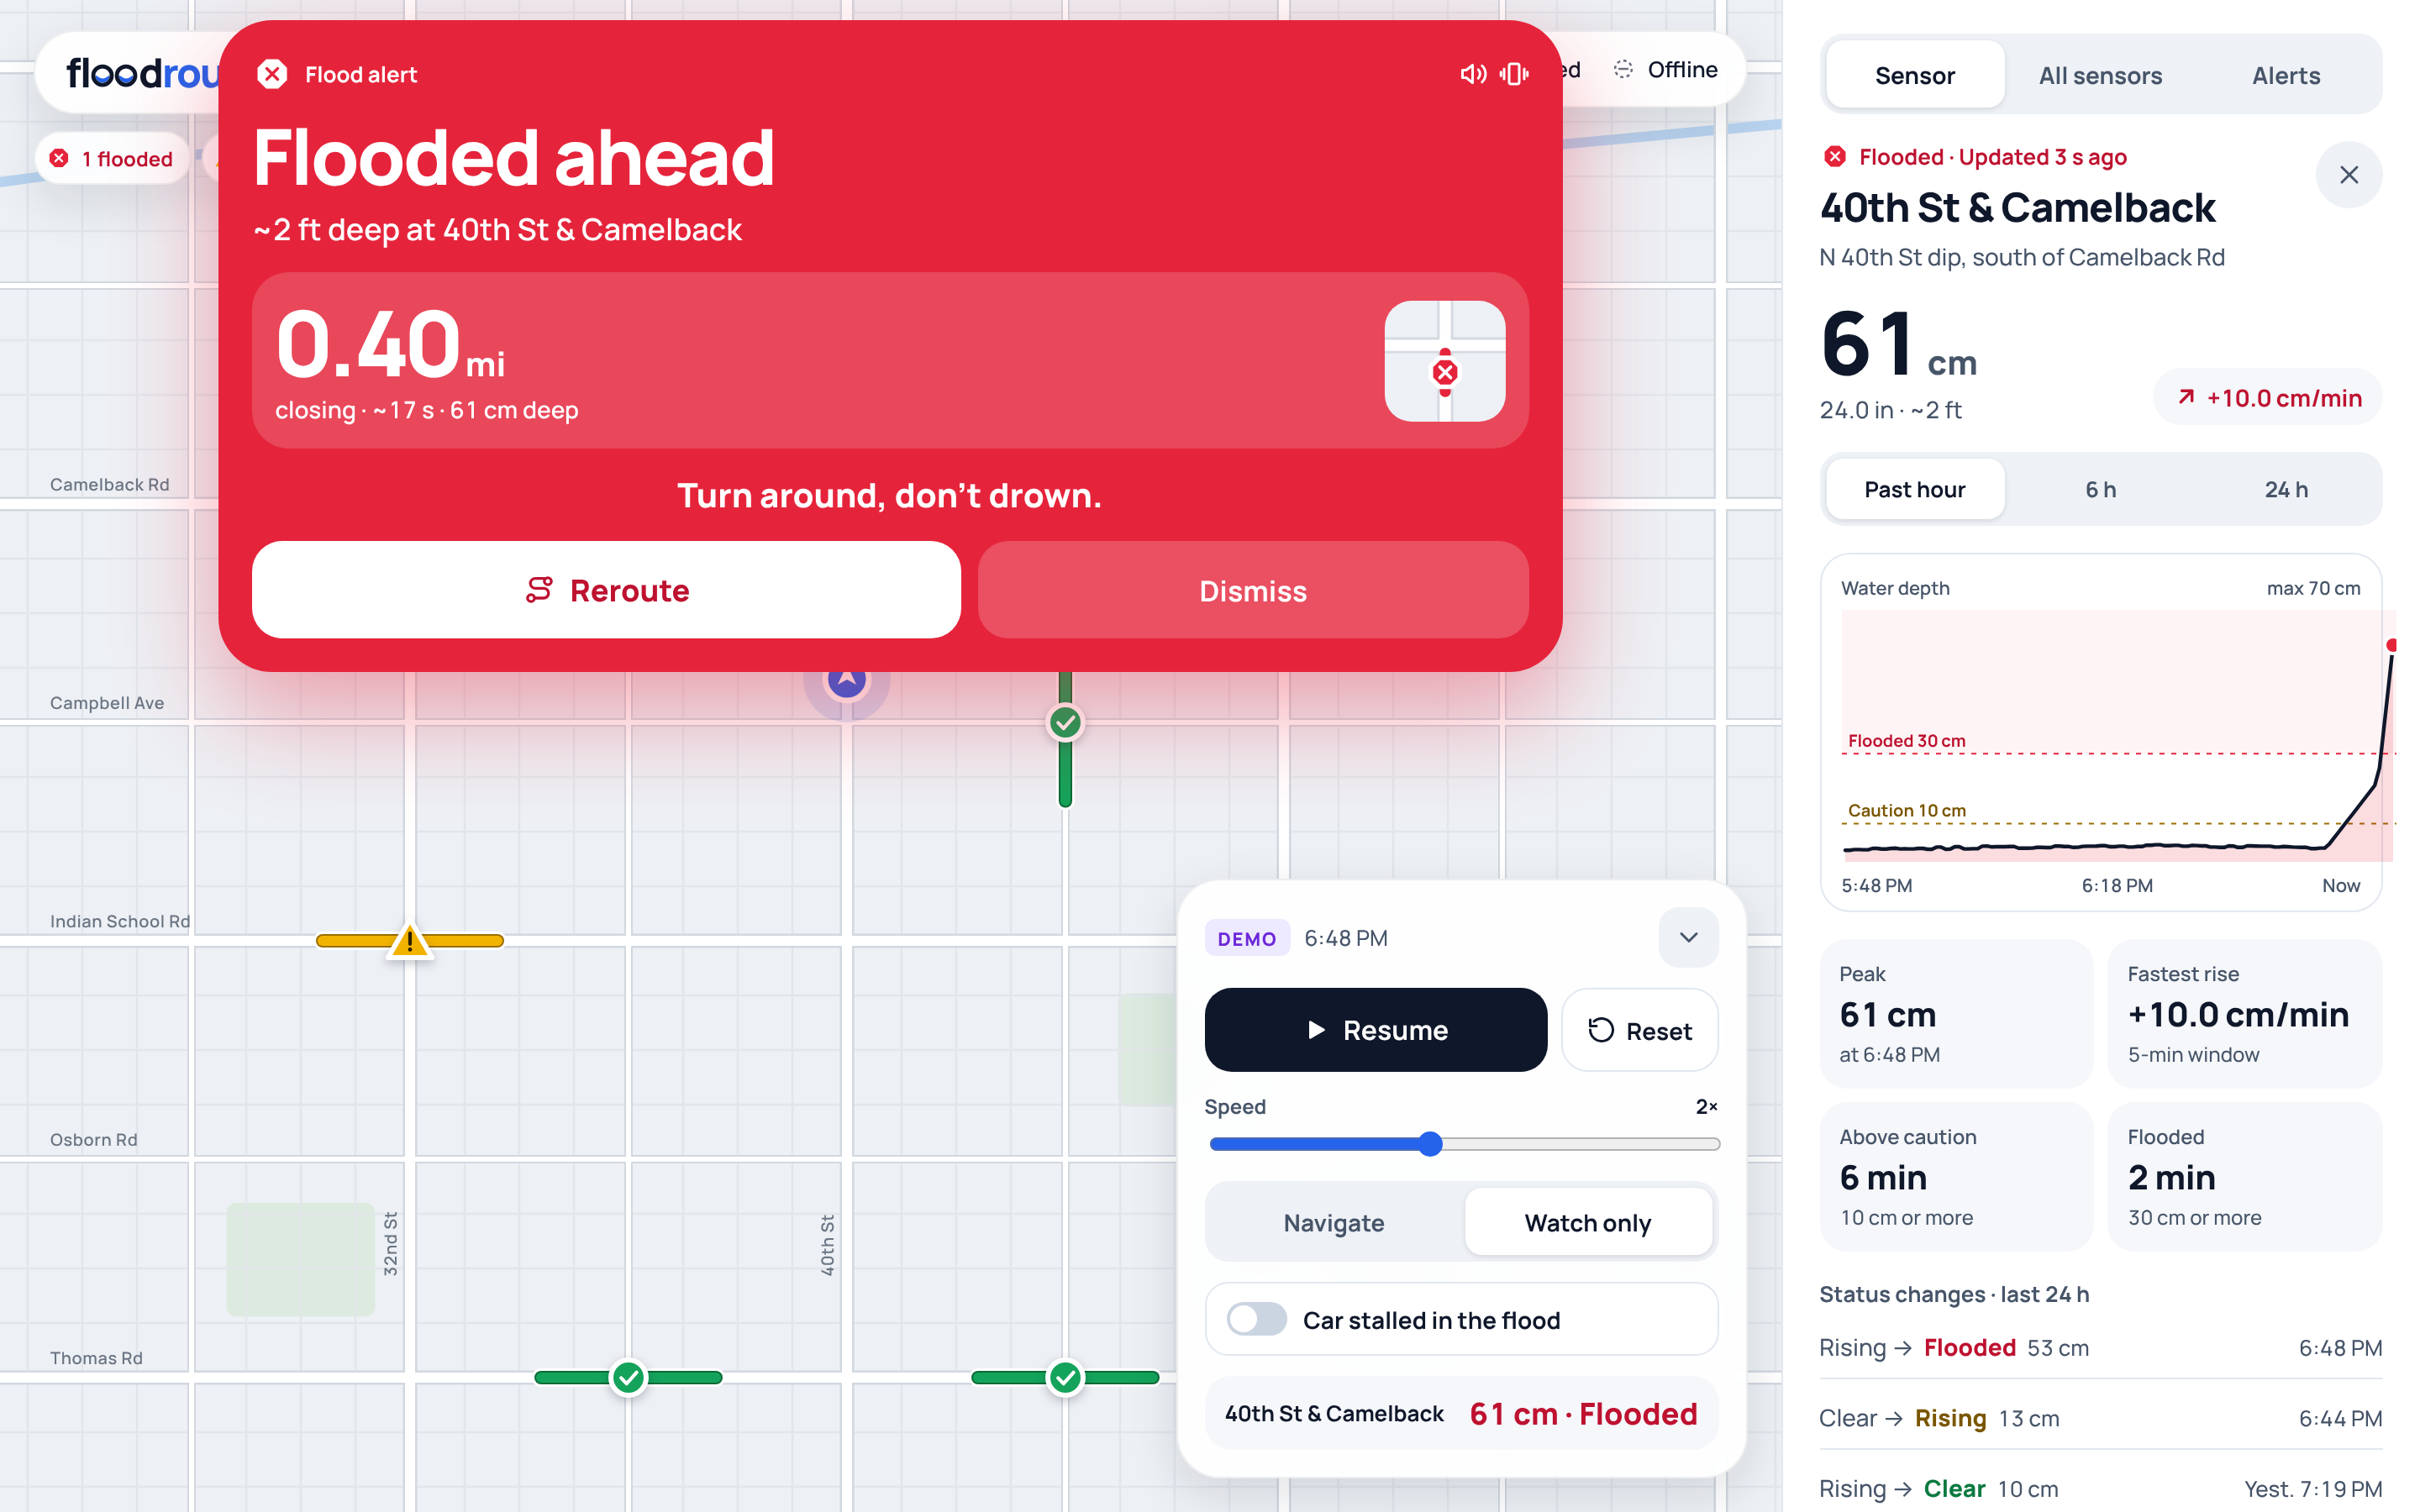 floodrou
1 flooded
Flood alert
Flooded ahead
~2 ft deep at 40th St & Camelback
0.40 mi
closing · ~17 s · 61 cm deep
Turn around, don't drown.
Reroute
Dismiss
ed
Offline
Camelback Rd
Campbell Ave
Indian School Rd
Osborn Rd
Thomas Rd
32nd St
40th St
DEMO 6:48 PM
Resume
Reset
Speed 2×
Navigate
Watch only
Car stalled in the flood
40th St & Camelback 61 cm · Flooded
Sensor
All sensors
Alerts
Flooded · Updated 3 s ago
40th St & Camelback
N 40th St dip, south of Camelback Rd
61 cm
24.0 in · ~2 ft
+10.0 cm/min
Past hour
6 h
24 h
Water depth
max 70 cm
Flooded 30 cm
Caution 10 cm
5:48 PM
6:18 PM
Now
Peak
61 cm
at 6:48 PM
Fastest rise
+10.0 cm/min
5-min window
Above caution
6 min
10 cm or more
Flooded
2 min
30 cm or more
Status changes · last 24 h
Rising → Flooded 53 cm 6:48 PM
Clear → Rising 13 cm 6:44 PM
Rising → Clear 10 cm Yest. 7:19 PM